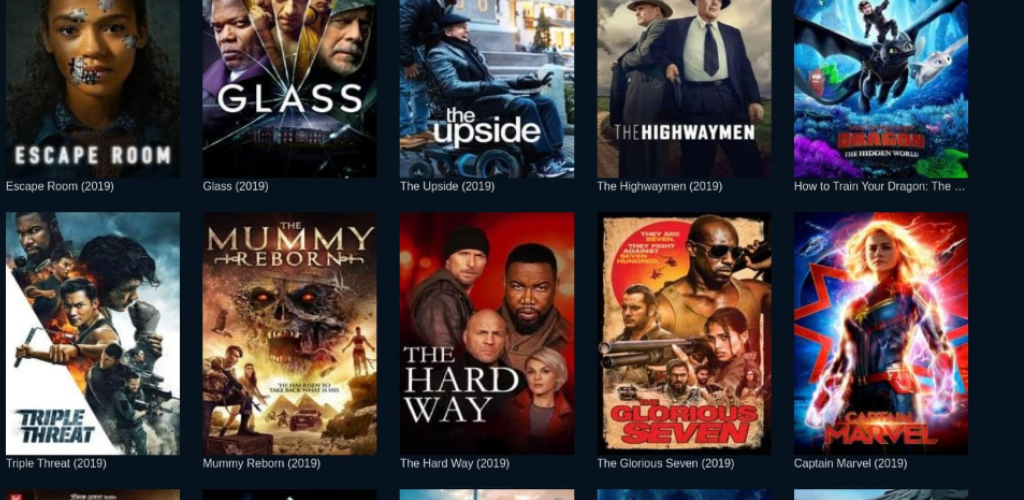 ESCAPE ROOM
GLASS
the
upside
THE HIGHWAYMEN
DRAGON
THE HIDDEN WORLD
Escape Room (2019)
Glass (2019)
The Upside (2019)
The Highwaymen (2019)
How to Train Your Dragon: The ...
TRIPLE
THREAT
THE
MUMMY
REBORN
'HE HAS RISEN TO
TAKE BACK WHAT IS HIS
THE
HARD
WAY
THEY ARE
SEVEN.
THEY FIGHT
AGAINST
SEVEN
HUNDRED.
THE
GLORIOUS
SEVEN
CAPTAIN
MARVEL
Triple Threat (2019)
Mummy Reborn (2019)
The Hard Way (2019)
The Glorious Seven (2019)
Captain Marvel (2019)